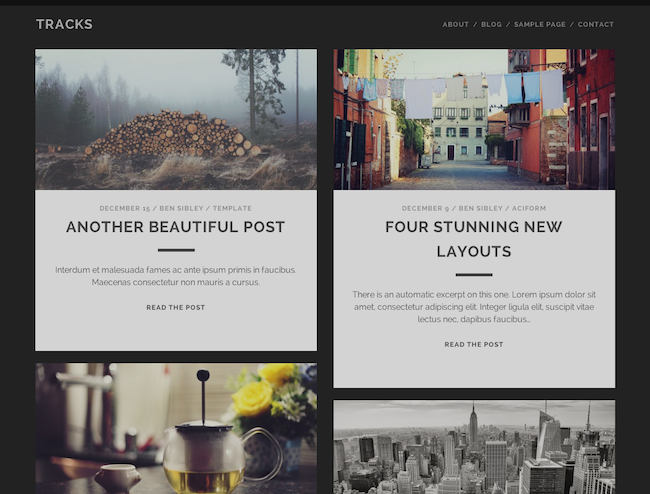 TRACKS
ABOUT / BLOG / SAMPLE PAGE / CONTACT
DECEMBER 15 / BEN SIBLEY / TEMPLATE
ANOTHER BEAUTIFUL POST
Interdum et malesuada fames ac ante ipsum primis in faucibus.
Maecenas consectetur non mauris a cursus.
READ THE POST
DECEMBER 9 / BEN SIBLEY / ACIFORM
FOUR STUNNING NEW
LAYOUTS
There is an automatic excerpt on this one. Lorem ipsum dolor sit
amet, consectetur adipiscing elit. Integer ligula elit, suscipit vitae
lectus nec, dapibus faucibus...
READ THE POST